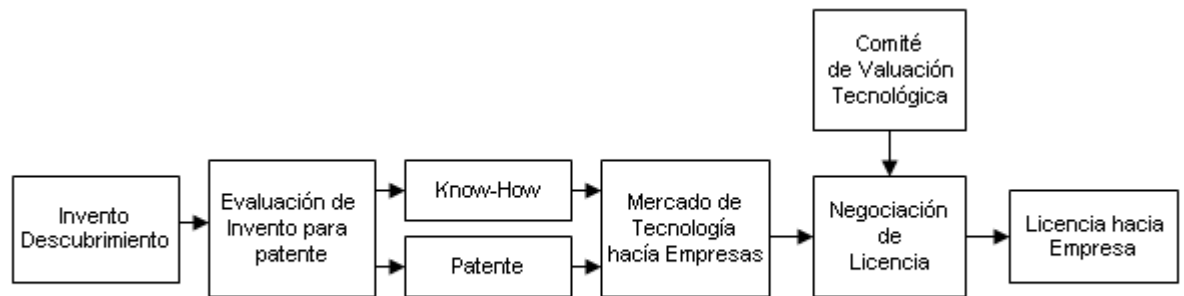 Invento
Descubrimiento
Evaluación de
Invento para
patente
Know-How
Patente
Mercado de
Tecnología
hacía Empresas
Comité
de Valuación
Tecnológica
Negociación
de
Licencia
Licencia hacia
Empresa